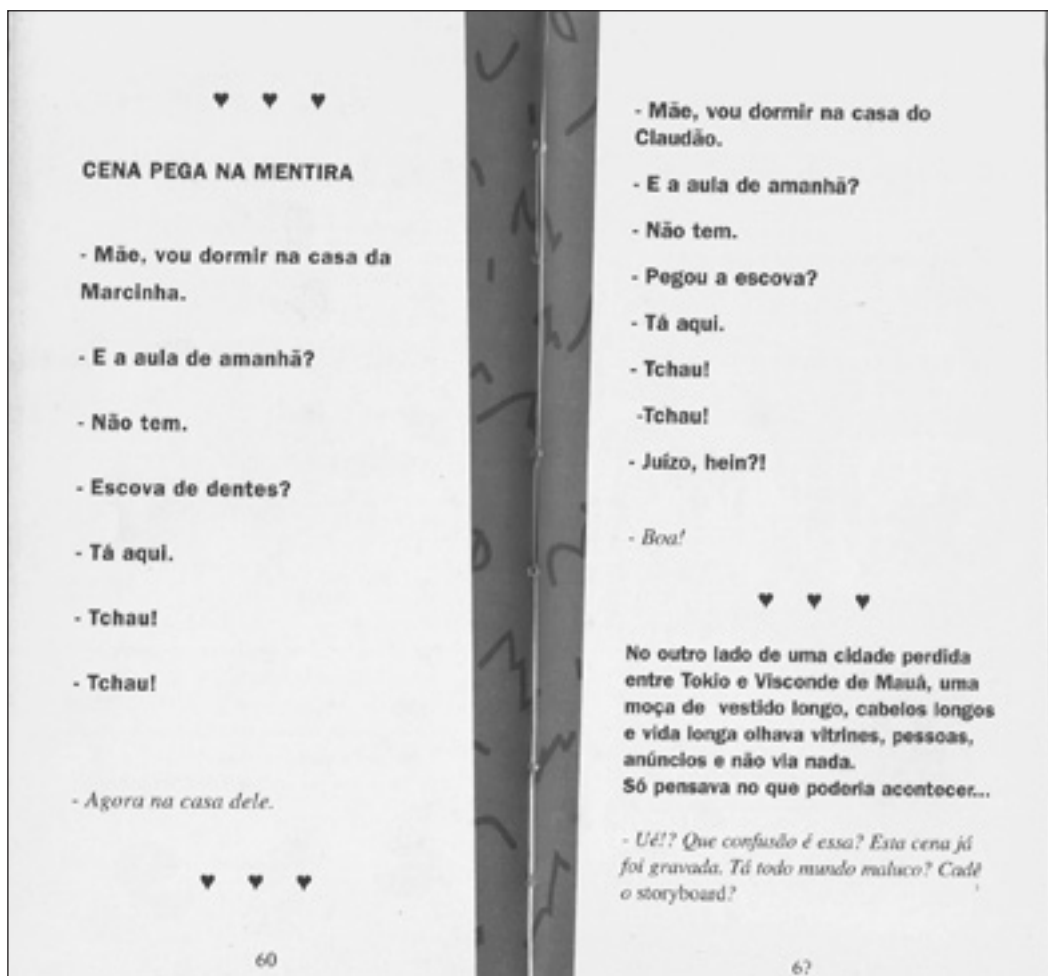 ♥ ♥ ♥
CENA PEGA NA MENTIRA
- Mãe, vou dormir na casa da
Marcinha.
- E a aula de amanhã?
- Não tem.
- Escova de dentes?
- Tá aqui.
- Tchau!
- Tchau!
- Agora na casa dele.
♥ ♥ ♥
60
- Mãe, vou dormir na casa do
Claudão.
- E a aula de amanhã?
- Não tem.
- Pegou a escova?
- Tá aqui.
- Tchau!
-Tchau!
- Juízo, hein?!
- Boa!
♥ ♥ ♥
No outro lado de uma cidade perdida
entre Tokio e Visconde de Mauá, uma
moça de vestido longo, cabelos longos
e vida longa olhava vitrines, pessoas,
anúncios e não via nada.
Só pensava no que poderia acontecer...
- Ué!? Que confusão é essa? Esta cena já
foi gravada. Tá todo mundo maluco? Cadê
o storyboard?